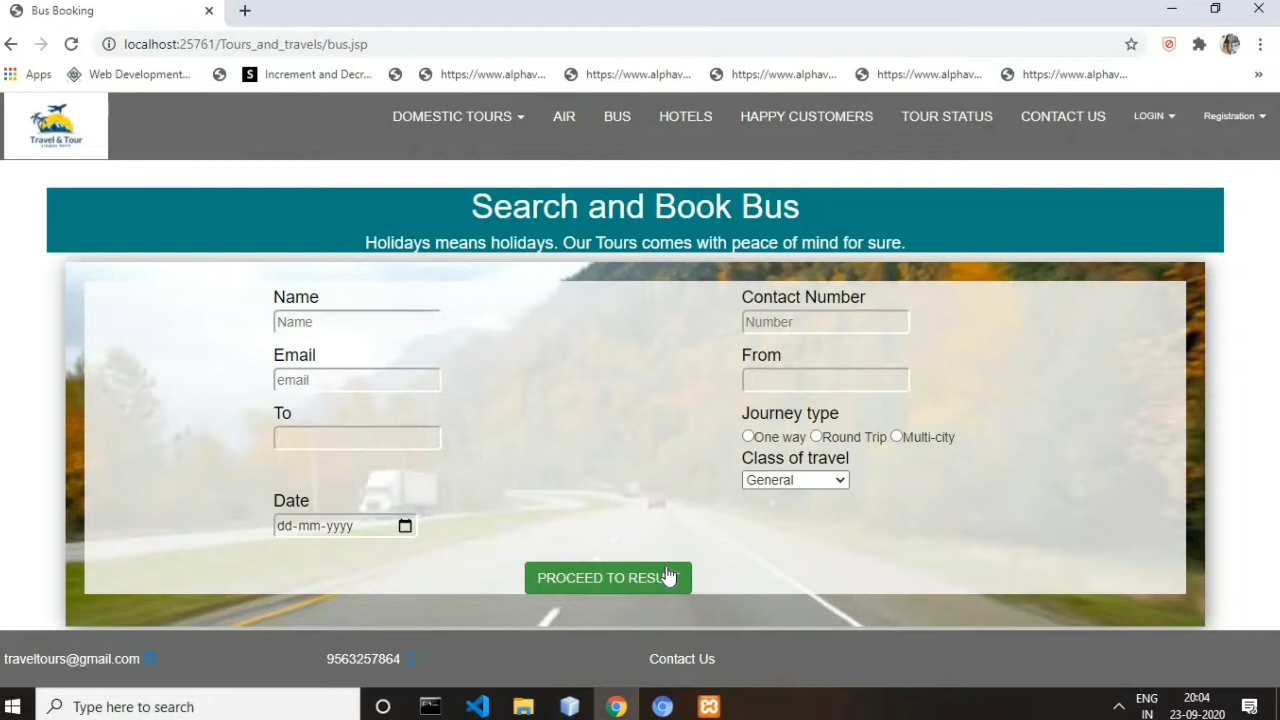 Bus Booking
localhost:25761/Tours_and_travels/bus.jsp
Apps
Web Development...
S
Increment and Decr...
https://www.alphav...
https://www.alphav...
https://www.alphav...
https://www.alphav...
https://www.alphav...
»
Travel & Tour
DOMESTIC TOURS
AIR
BUS
HOTELS
HAPPY CUSTOMERS
TOUR STATUS
CONTACT US
LOGIN
Registration
Search and Book Bus
Holidays means holidays. Our Tours comes with peace of mind for sure.
Name
Contact Number
Name
Number
Email
From
email
To
Journey type
One way Round Trip Multi-city
Class of travel
General
Date
dd-mm-yyyy
PROCEED TO
traveltours@gmail.com
9563257864
Contact Us
Type here to search
ENG
IN
20:04
23-09-2020